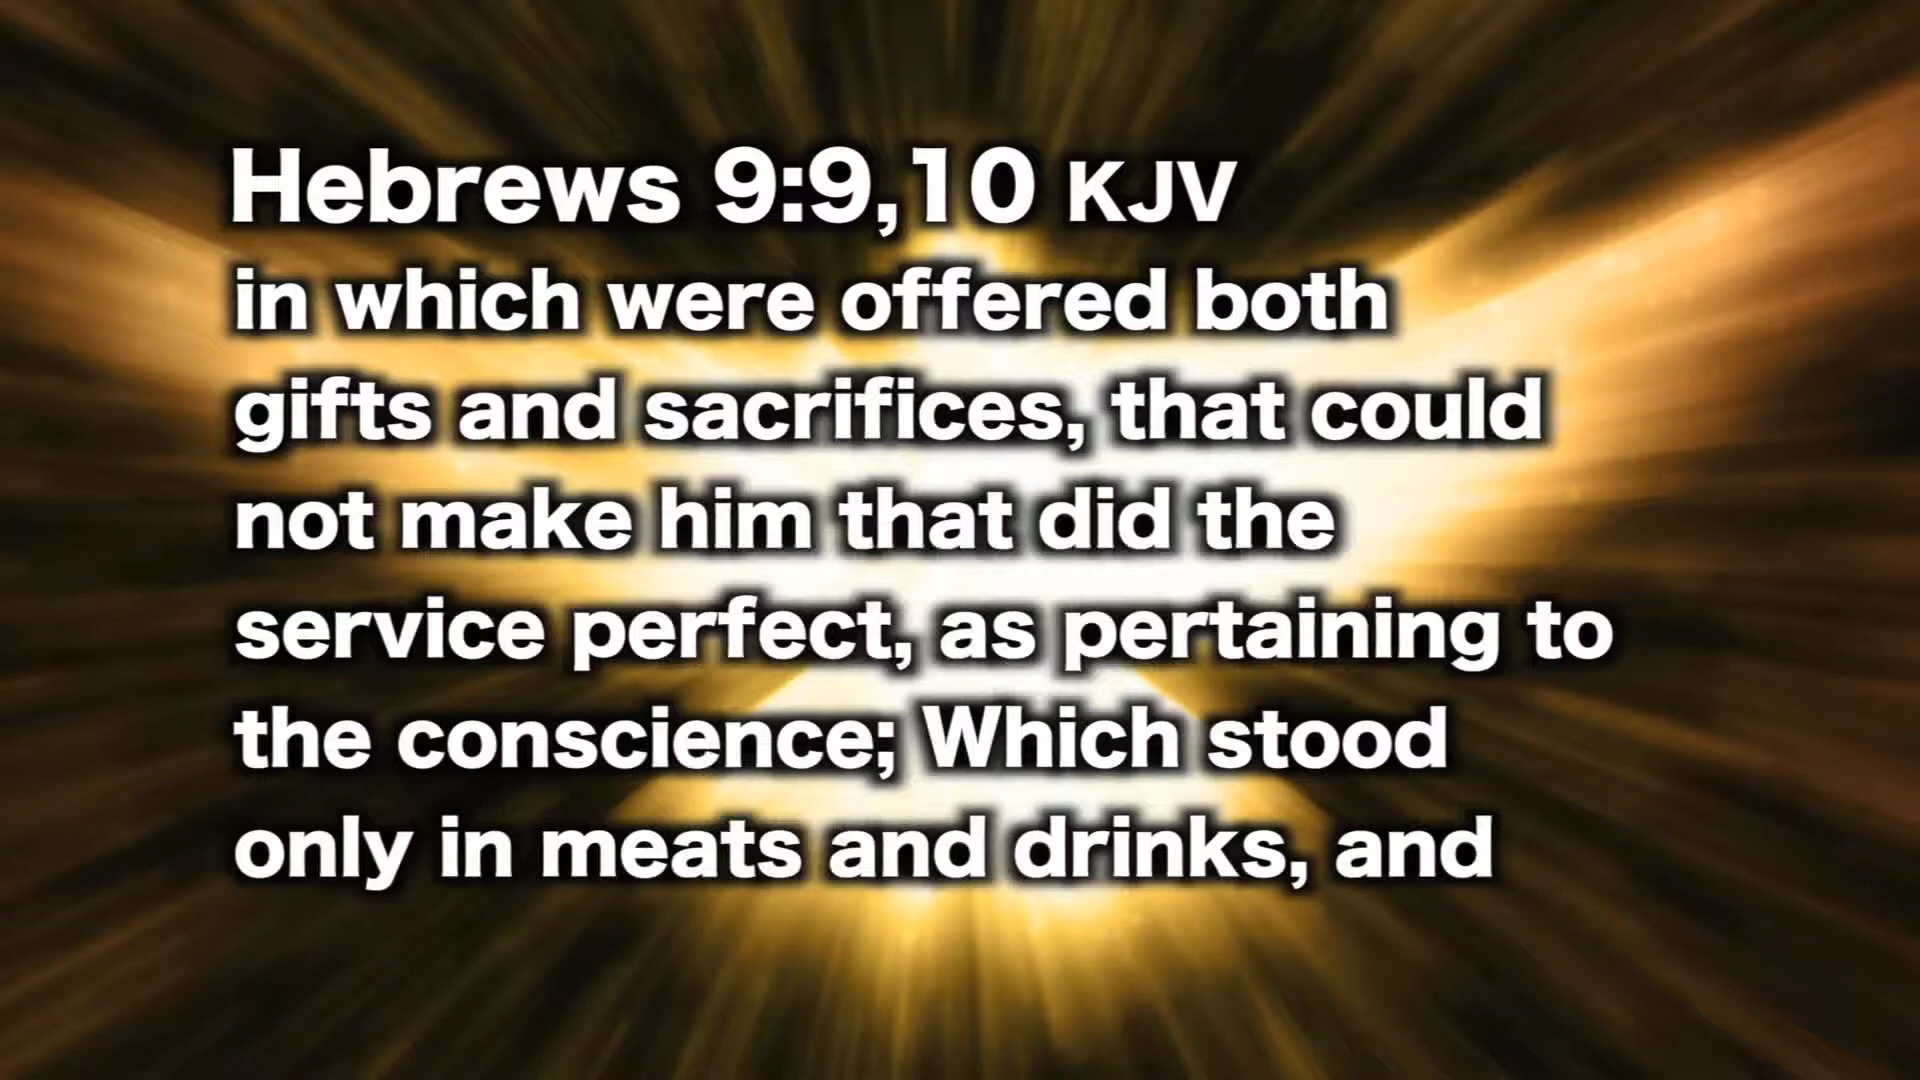 Hebrews 9:9,10 KJV
in which were offered both
gifts and sacrifices, that could
not make him that did the
service perfect, as pertaining to
the conscience; Which stood
only in meats and drinks, and